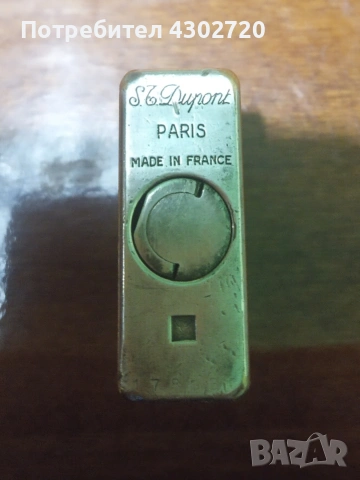 Потребител 4302720
S.T. Dupont
PARIS
MADE IN FRANCE
BAZAR